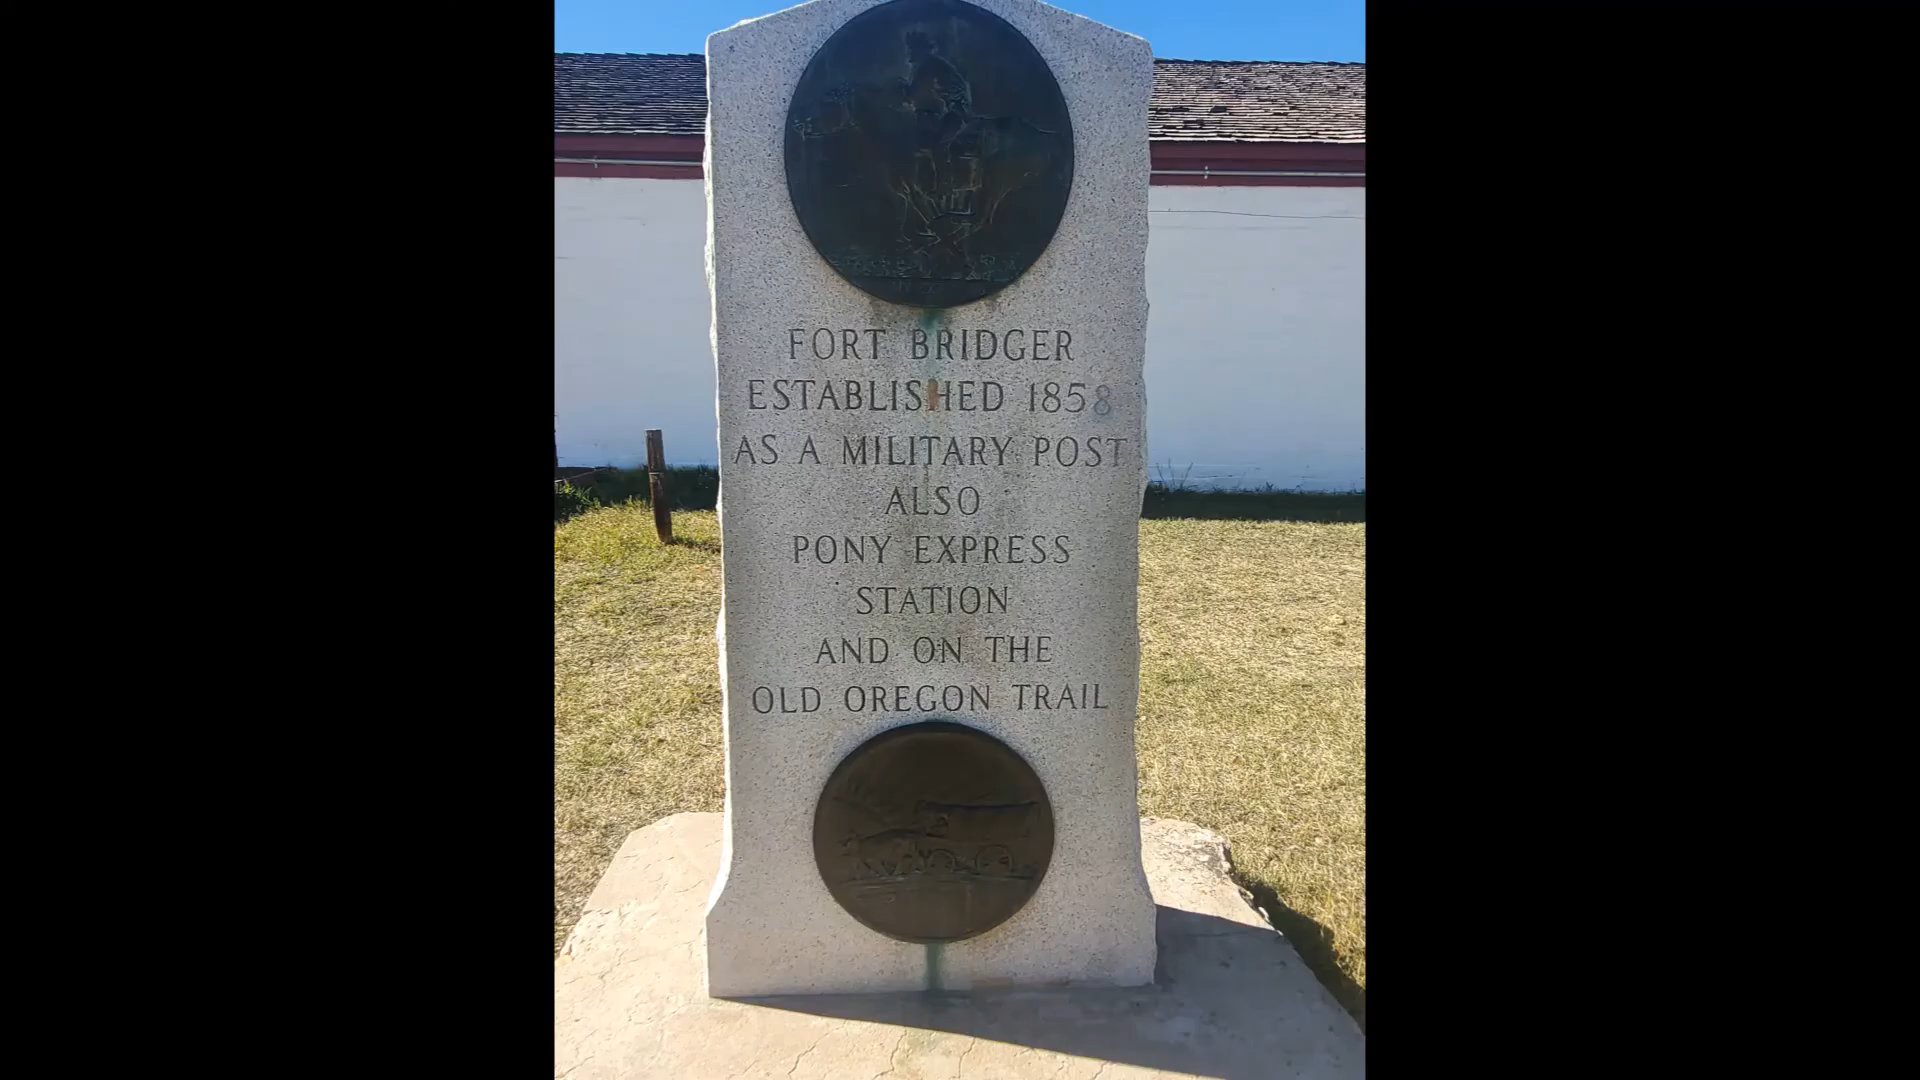 FORT BRIDGER
ESTABLISHED 1858
AS A MILITARY POST
ALSO
PONY EXPRESS
STATION
AND ON THE
OLD OREGON TRAIL